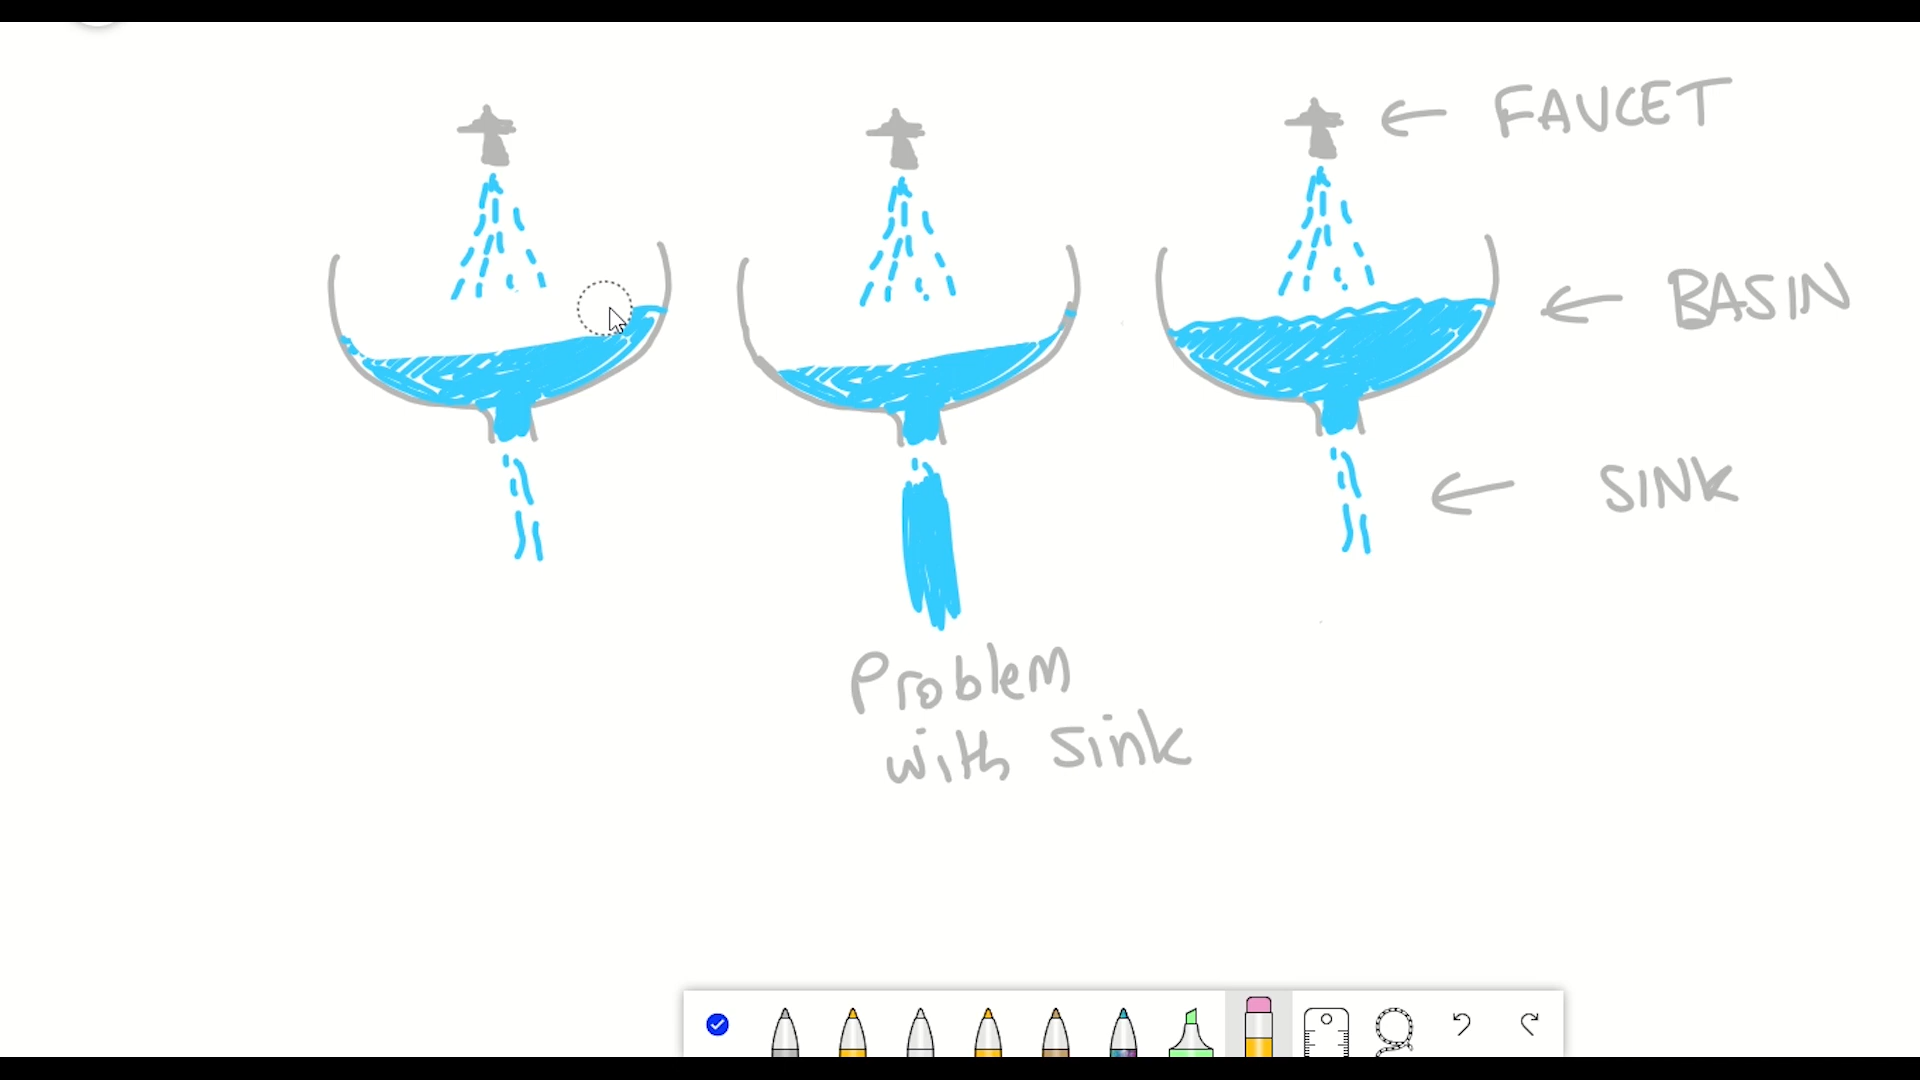 FAUCET
BASIN
SINK
Problem
with Sink